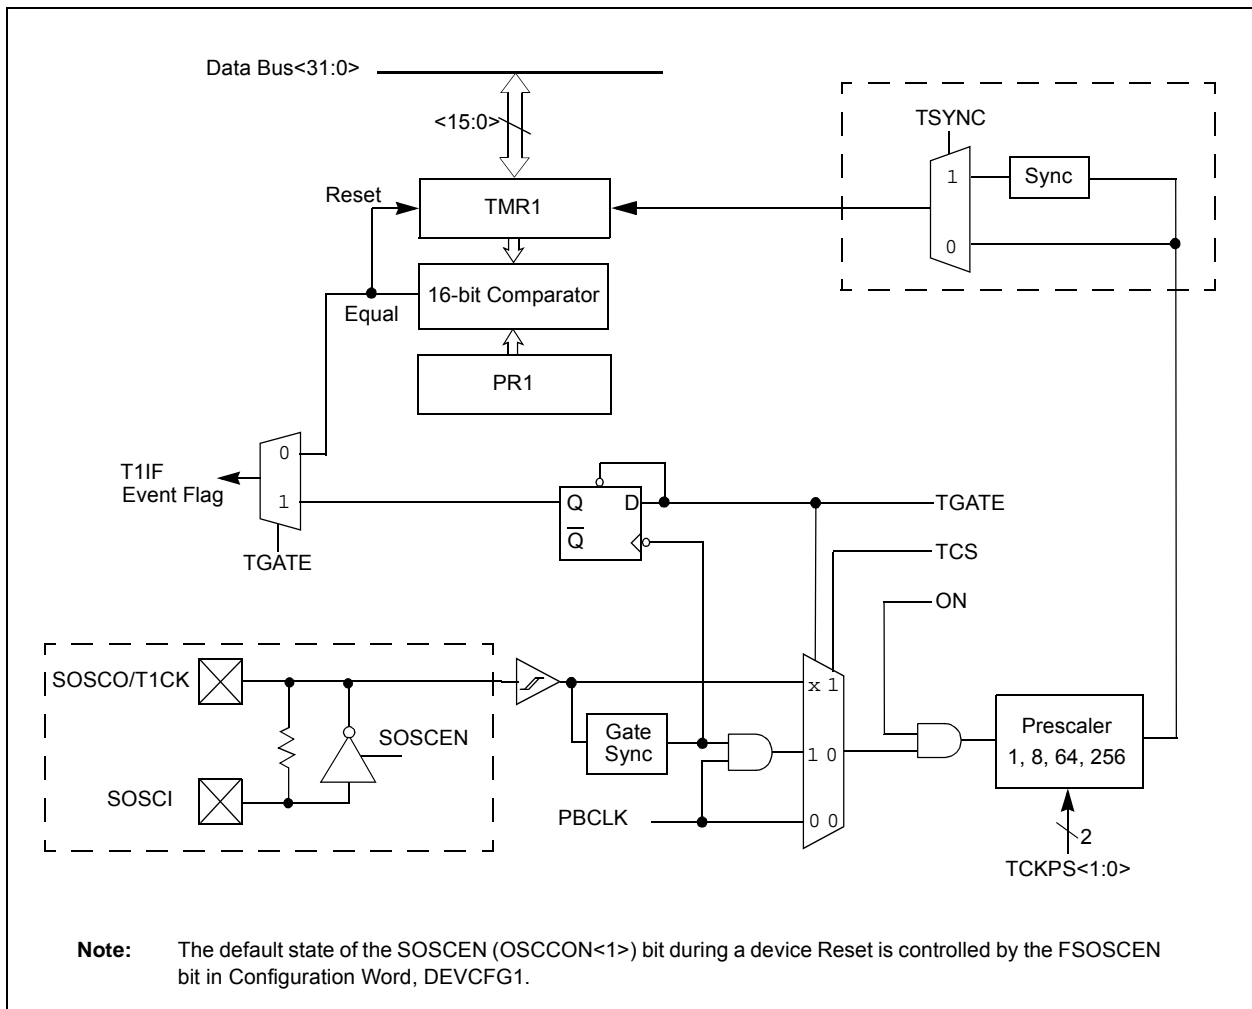 Data Bus<31:0>
<15:0>
TSYNC
1
Sync
Reset
TMR1
0
16-bit Comparator
Equal
PR1
0
T1IF
Event Flag
1
Q D
TGATE
Q
TCS
TGATE
ON
SOSCO/T1CK
x 1
SOSCEN
Gate
Sync
1 0
Prescaler
1, 8, 64, 256
SOSCI
PBCLK
0 0
2
TCKPS<1:0>
Note: The default state of the SOSCEN (OSCCON<1>) bit during a device Reset is controlled by the FSOSCEN
bit in Configuration Word, DEVCFG1.